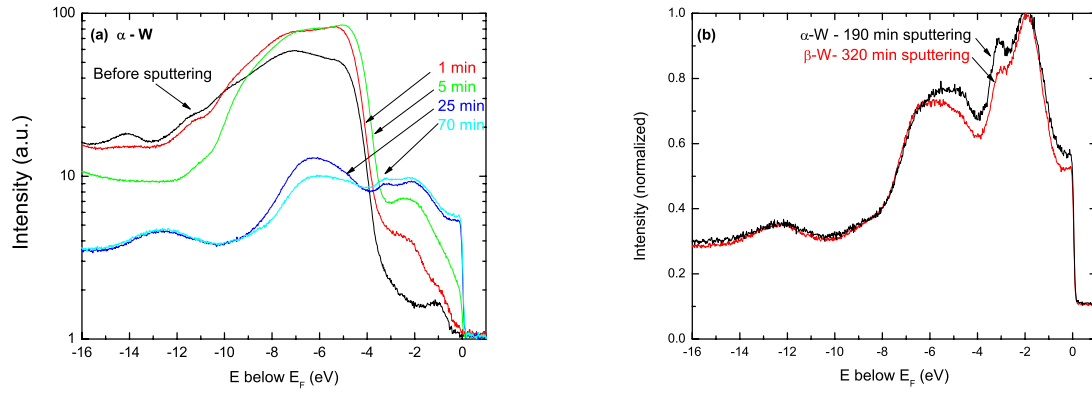 (a) α - W
Before sputtering
1 min
5 min
25 min
70 min
100
10
1
Intensity (a.u.)
-16 -14 -12 -10 -8 -6 -4 -2 0
E below E_F (eV)
(b)
α-W - 190 min sputtering
β-W- 320 min sputtering
1.0
0.8
0.6
0.4
0.2
0.0
Intensity (normalized)
-16 -14 -12 -10 -8 -6 -4 -2 0
E below E_F (eV)